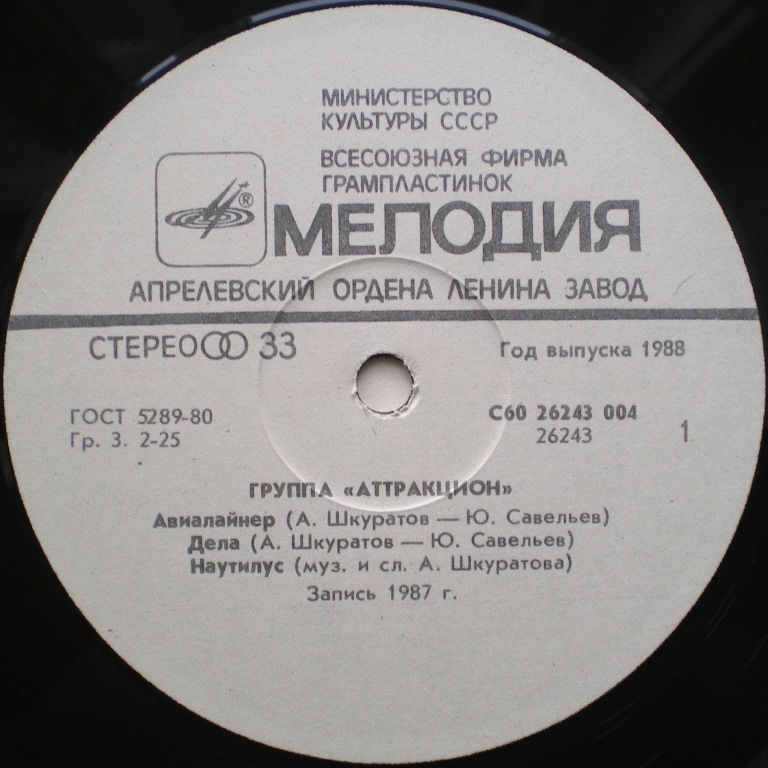 МИНИСТЕРСТВО
КУЛЬТУРЫ СССР
ВСЕСОЮЗНАЯ ФИРМА
ГРАМПЛАСТИНОК
®
МЕЛОДИЯ
АПРЕЛЕВСКИЙ ОРДЕНА ЛЕНИНА ЗАВОД
СТЕРЕО 33
Год выпуска 1988
ГОСТ 5289-80
Гр. 3. 2-25
С60 26243 004
26243
1
ГРУППА «АТТРАКЦИОН»
Авиалайнер (А. Шкуратов — Ю. Савельев)
Дела (А. Шкуратов — Ю. Савельев)
Наутилус (муз. и сл. А. Шкуратова)
Запись 1987 г.